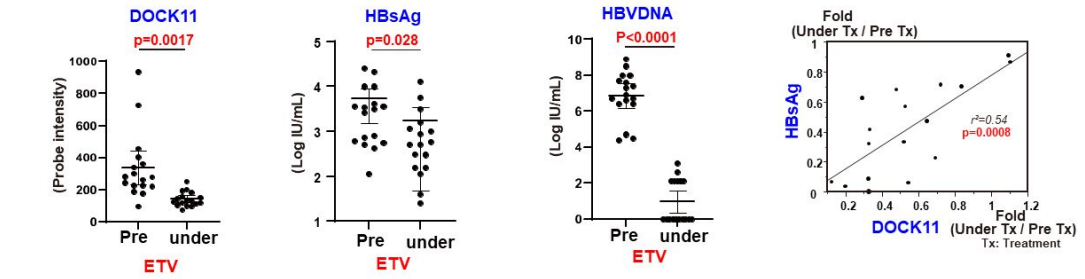 DOCK11
p=0.0017
(Probe intensity)
1000
800
600
400
200
0
Pre under
ETV
HBsAg
p=0.028
(Log IU/mL)
5
4
3
2
1
Pre under
ETV
HBVDNA
P<0.0001
(Log IU/mL)
10
8
6
4
2
0
Pre under
ETV
Fold
(Under Tx / Pre Tx)
HBsAg
1
0.8
0.6
0.4
0.2
0
r²=0.54
p=0.0008
0.2 0.4 0.6 0.8 1 1.2
Fold
DOCK11 (Under Tx / Pre Tx)
Tx: Treatment